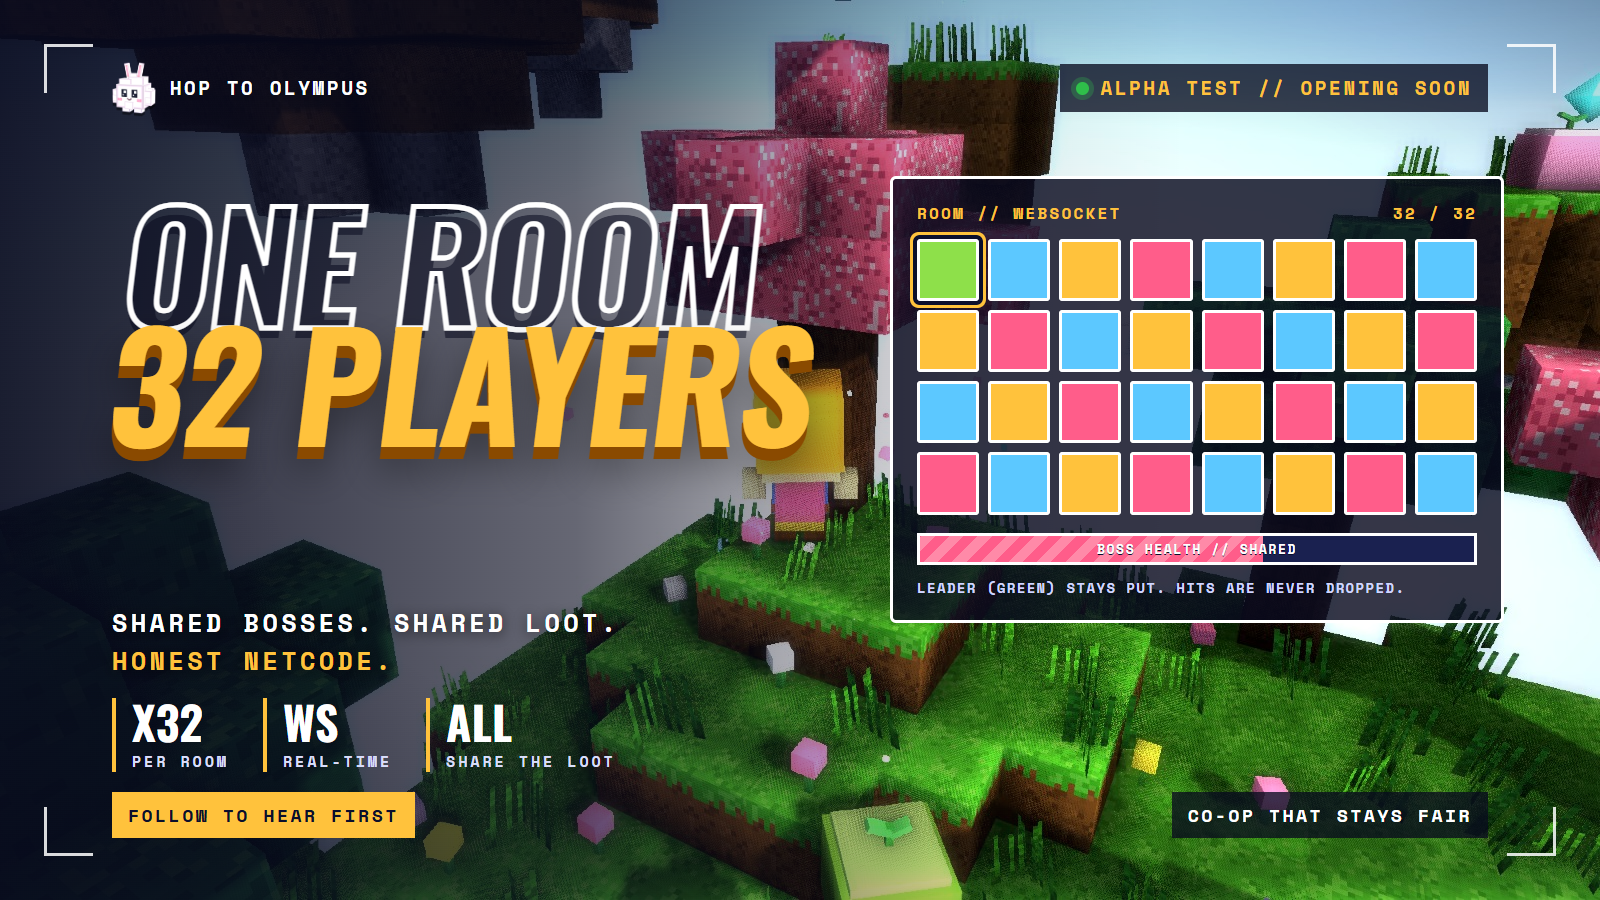 HOP TO OLYMPUS
ALPHA TEST // OPENING SOON
ONE ROOM
32 PLAYERS
ROOM // WEBSOCKET
32 / 32
BOSS HEALTH // SHARED
LEADER (GREEN) STAYS PUT. HITS ARE NEVER DROPPED.
SHARED BOSSES. SHARED LOOT.
HONEST NETCODE.
X32
PER ROOM
WS
REAL-TIME
ALL
SHARE THE LOOT
FOLLOW TO HEAR FIRST
CO-OP THAT STAYS FAIR